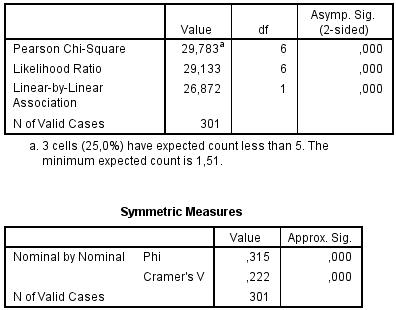 Value df Asymp. Sig. (2-sided)
Pearson Chi-Square 29,783a 6 ,000
Likelihood Ratio 29,133 6 ,000
Linear-by-Linear Association 26,872 1 ,000
N of Valid Cases 301
a. 3 cells (25,0%) have expected count less than 5. The
minimum expected count is 1,51.
Symmetric Measures
Value Approx. Sig.
Nominal by Nominal Phi ,315 ,000
Cramer's V ,222 ,000
N of Valid Cases 301